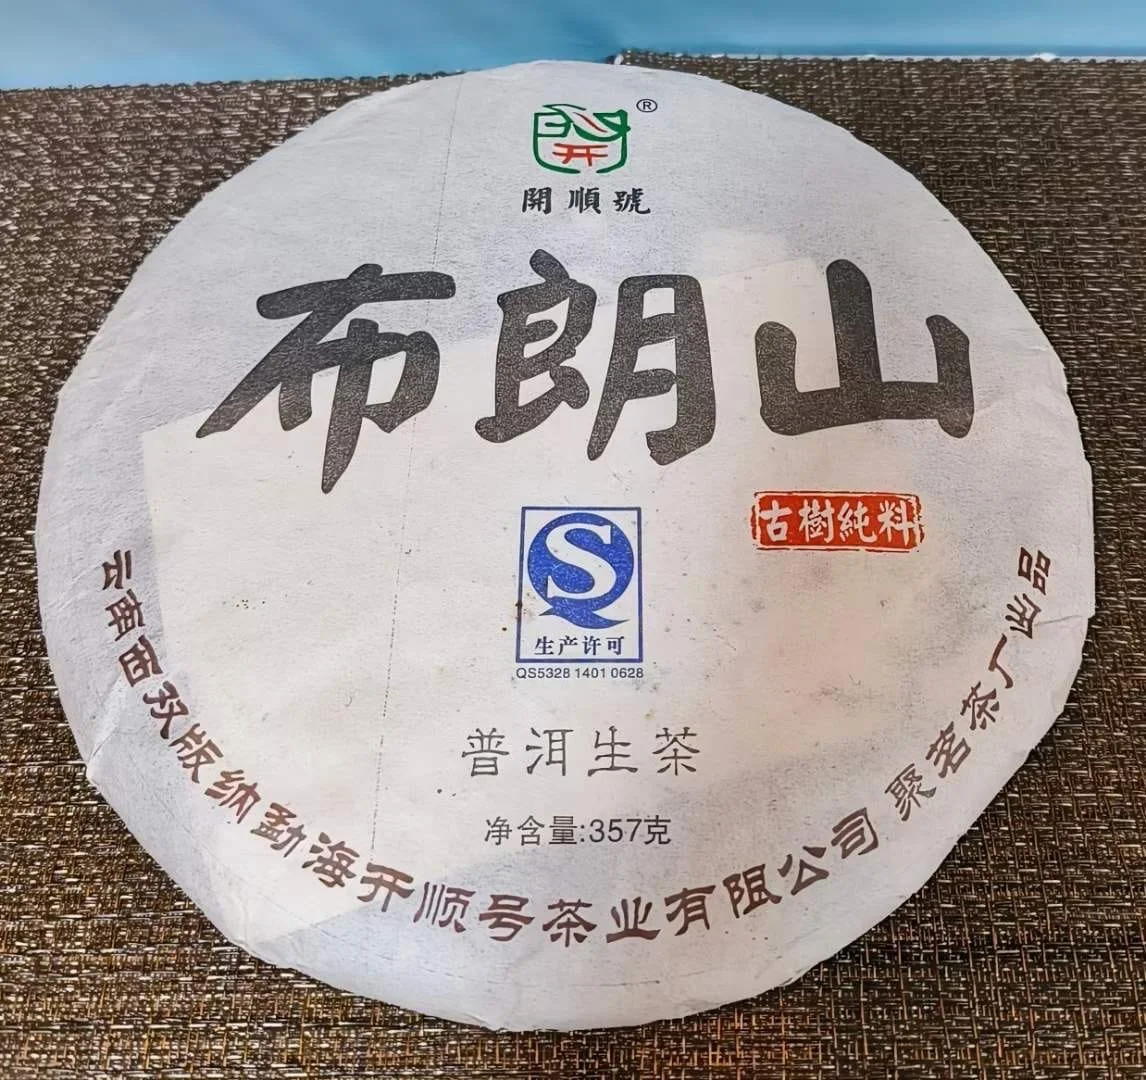 開
®
開順號
布朗山
古樹純料
S
生产许可
QS5328 1401 0628
普洱生茶
净含量:357克
云南西双版纳勐海开顺号茶业有限公司 聚茗茶厂出品